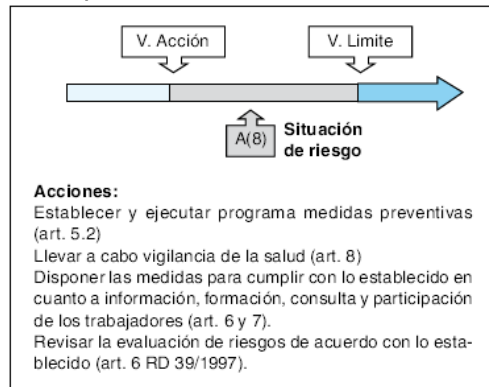 V. Acción
V. Limite
A(8)
Situación
de riesgo
Acciones:
Establecer y ejecutar programa medidas preventivas
(art. 5.2)
Llevar a cabo vigilancia de la salud (art. 8)
Disponer las medidas para cumplir con lo establecido en
cuanto a información, formación, consulta y participación
de los trabajadores (art. 6 y 7).
Revisar la evaluación de riesgos de acuerdo con lo esta-
blecido (art. 6 RD 39/1997).